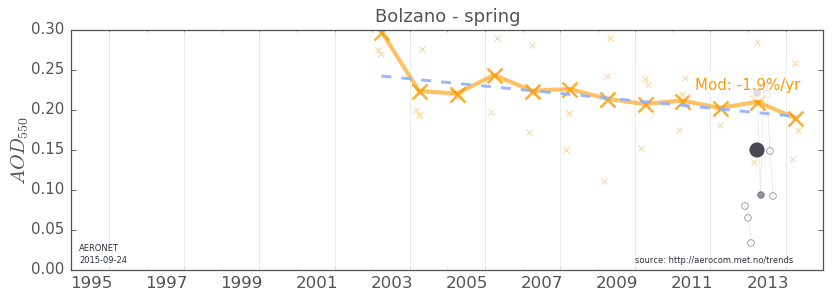 Bolzano - spring
0.30
0.25
0.20
0.15
0.10
0.05
0.00
AOD550
Mod: -1.9%/yr
AERONET
2015-09-24
source: http://aerocom.met.no/trends
1995 1997 1999 2001 2003 2005 2007 2009 2011 2013